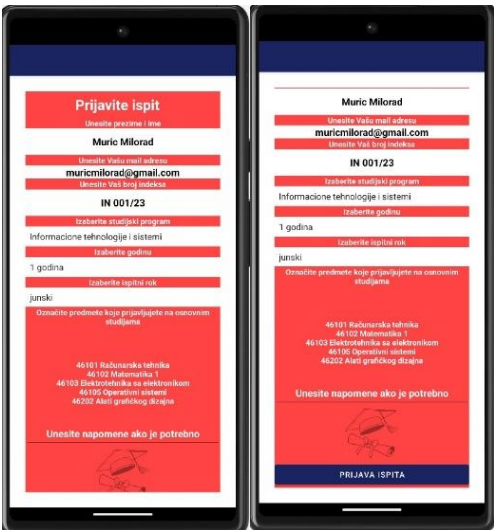 Prijavite ispit
Unesite prezime i ime
Muric Milorad
Unesite Vašu mail adresu
muricmilorad@gmail.com
Unesite Vaš broj indeksa
IN 001/23
Izaberite studijski program
Informacione tehnologije i sistemi
Izaberite godinu
1 godina
Izaberite ispitni rok
junski
Označite predmete koje prijavljujete na osnovnim
studijama
46101 Računarska tehnika
46102 Matematika 1
46103 Elektrotehnika sa elektronikom
46105 Operativni sistemi
46202 Alati grafičkog dizajna
Unesite napomene ako je potrebno
Muric Milorad
Unesite Vašu mail adresu
muricmilorad@gmail.com
Unesite Vaš broj indeksa
IN 001/23
Izaberite studijski program
Informacione tehnologije i sistemi
Izaberite godinu
1 godina
Izaberite ispitni rok
junski
Označite predmete koje prijavljujete na osnovnim
studijama
46101 Računarska tehnika
46102 Matematika 1
46103 Elektrotehnika sa elektronikom
46105 Operativni sistemi
46202 Alati grafičkog dizajna
Unesite napomene ako je potrebno
PRIJAVA ISPITA